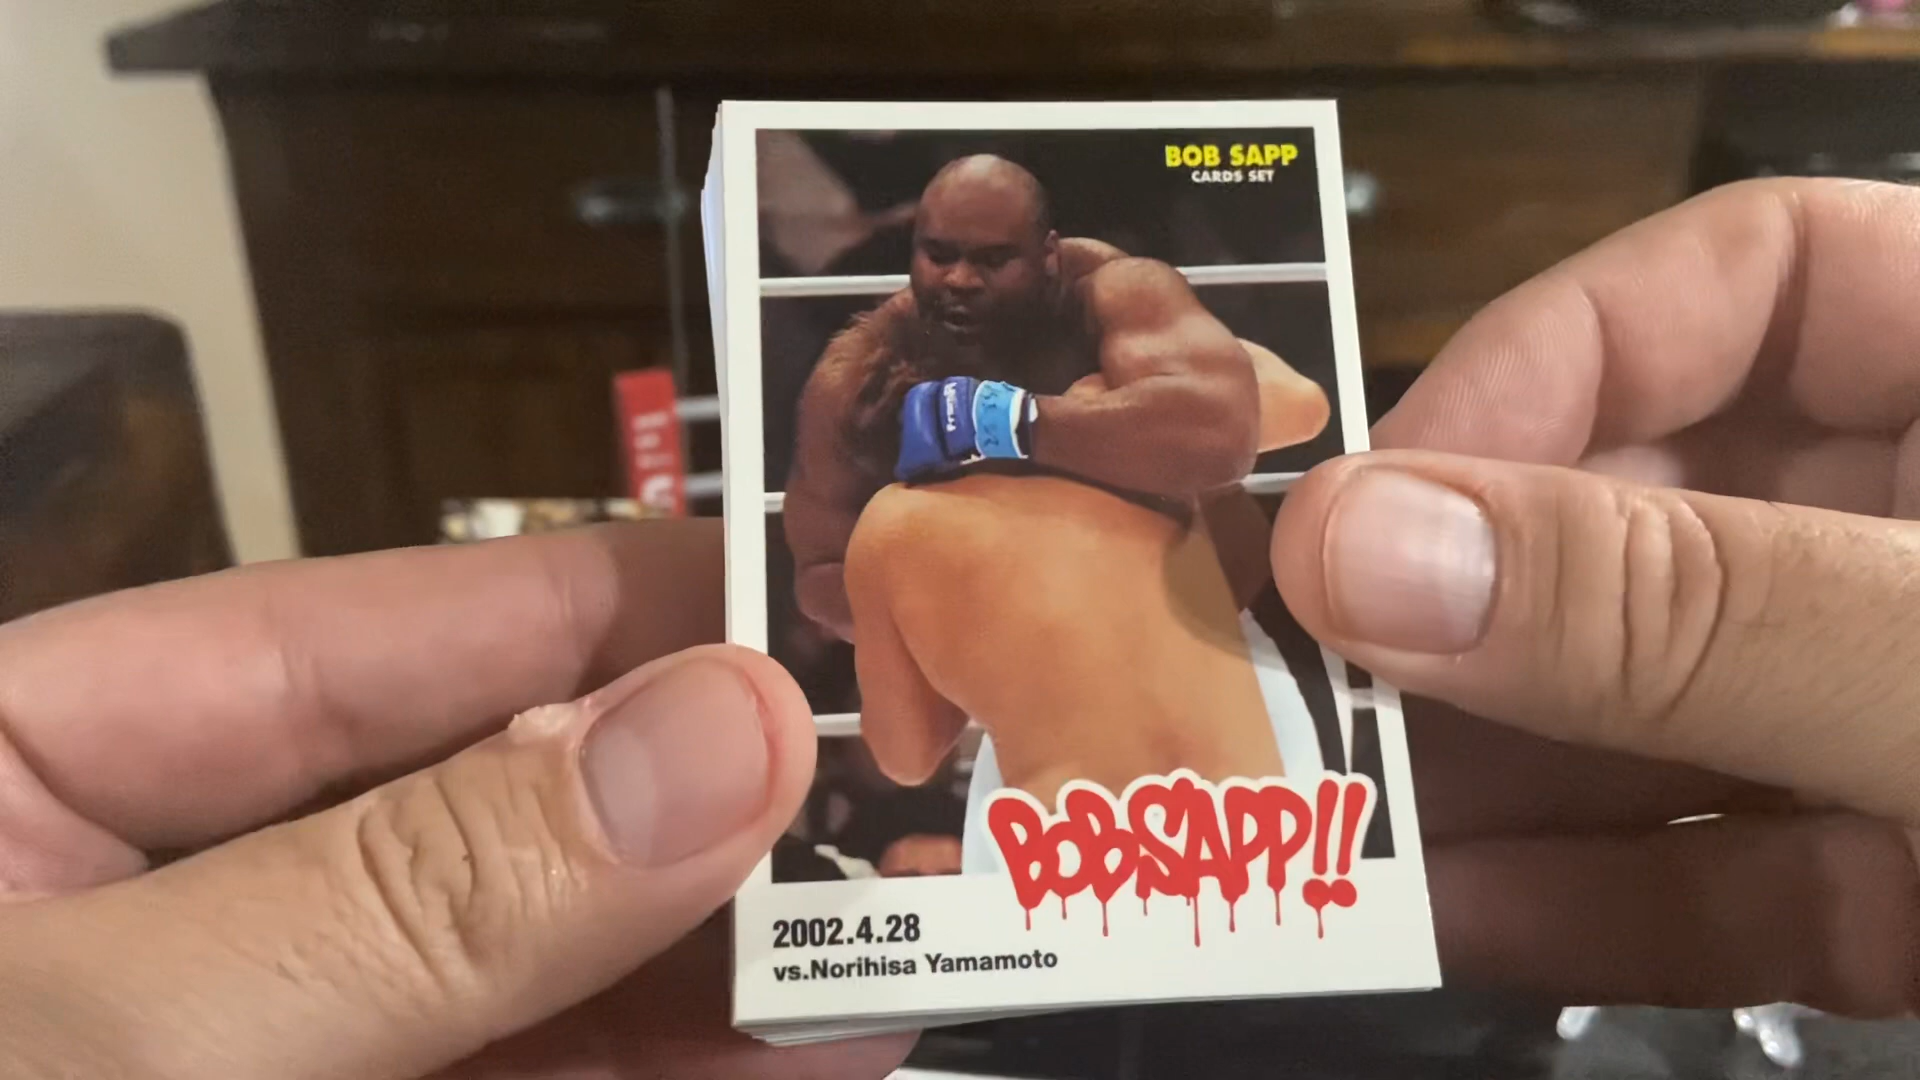 BOB SAPP
CARDS SET
BOBSAPP!!
2002.4.28
vs.Norihisa Yamamoto